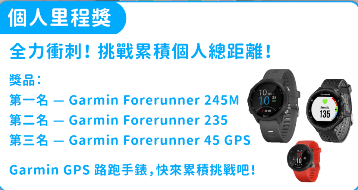 個人里程獎
全力衝刺！挑戰累積個人總距離！
獎品：
第一名 — Garmin Forerunner 245M
第二名 — Garmin Forerunner 235
第三名 — Garmin Forerunner 45 GPS
Garmin GPS 路跑手錶，快來累積挑戰吧！
135